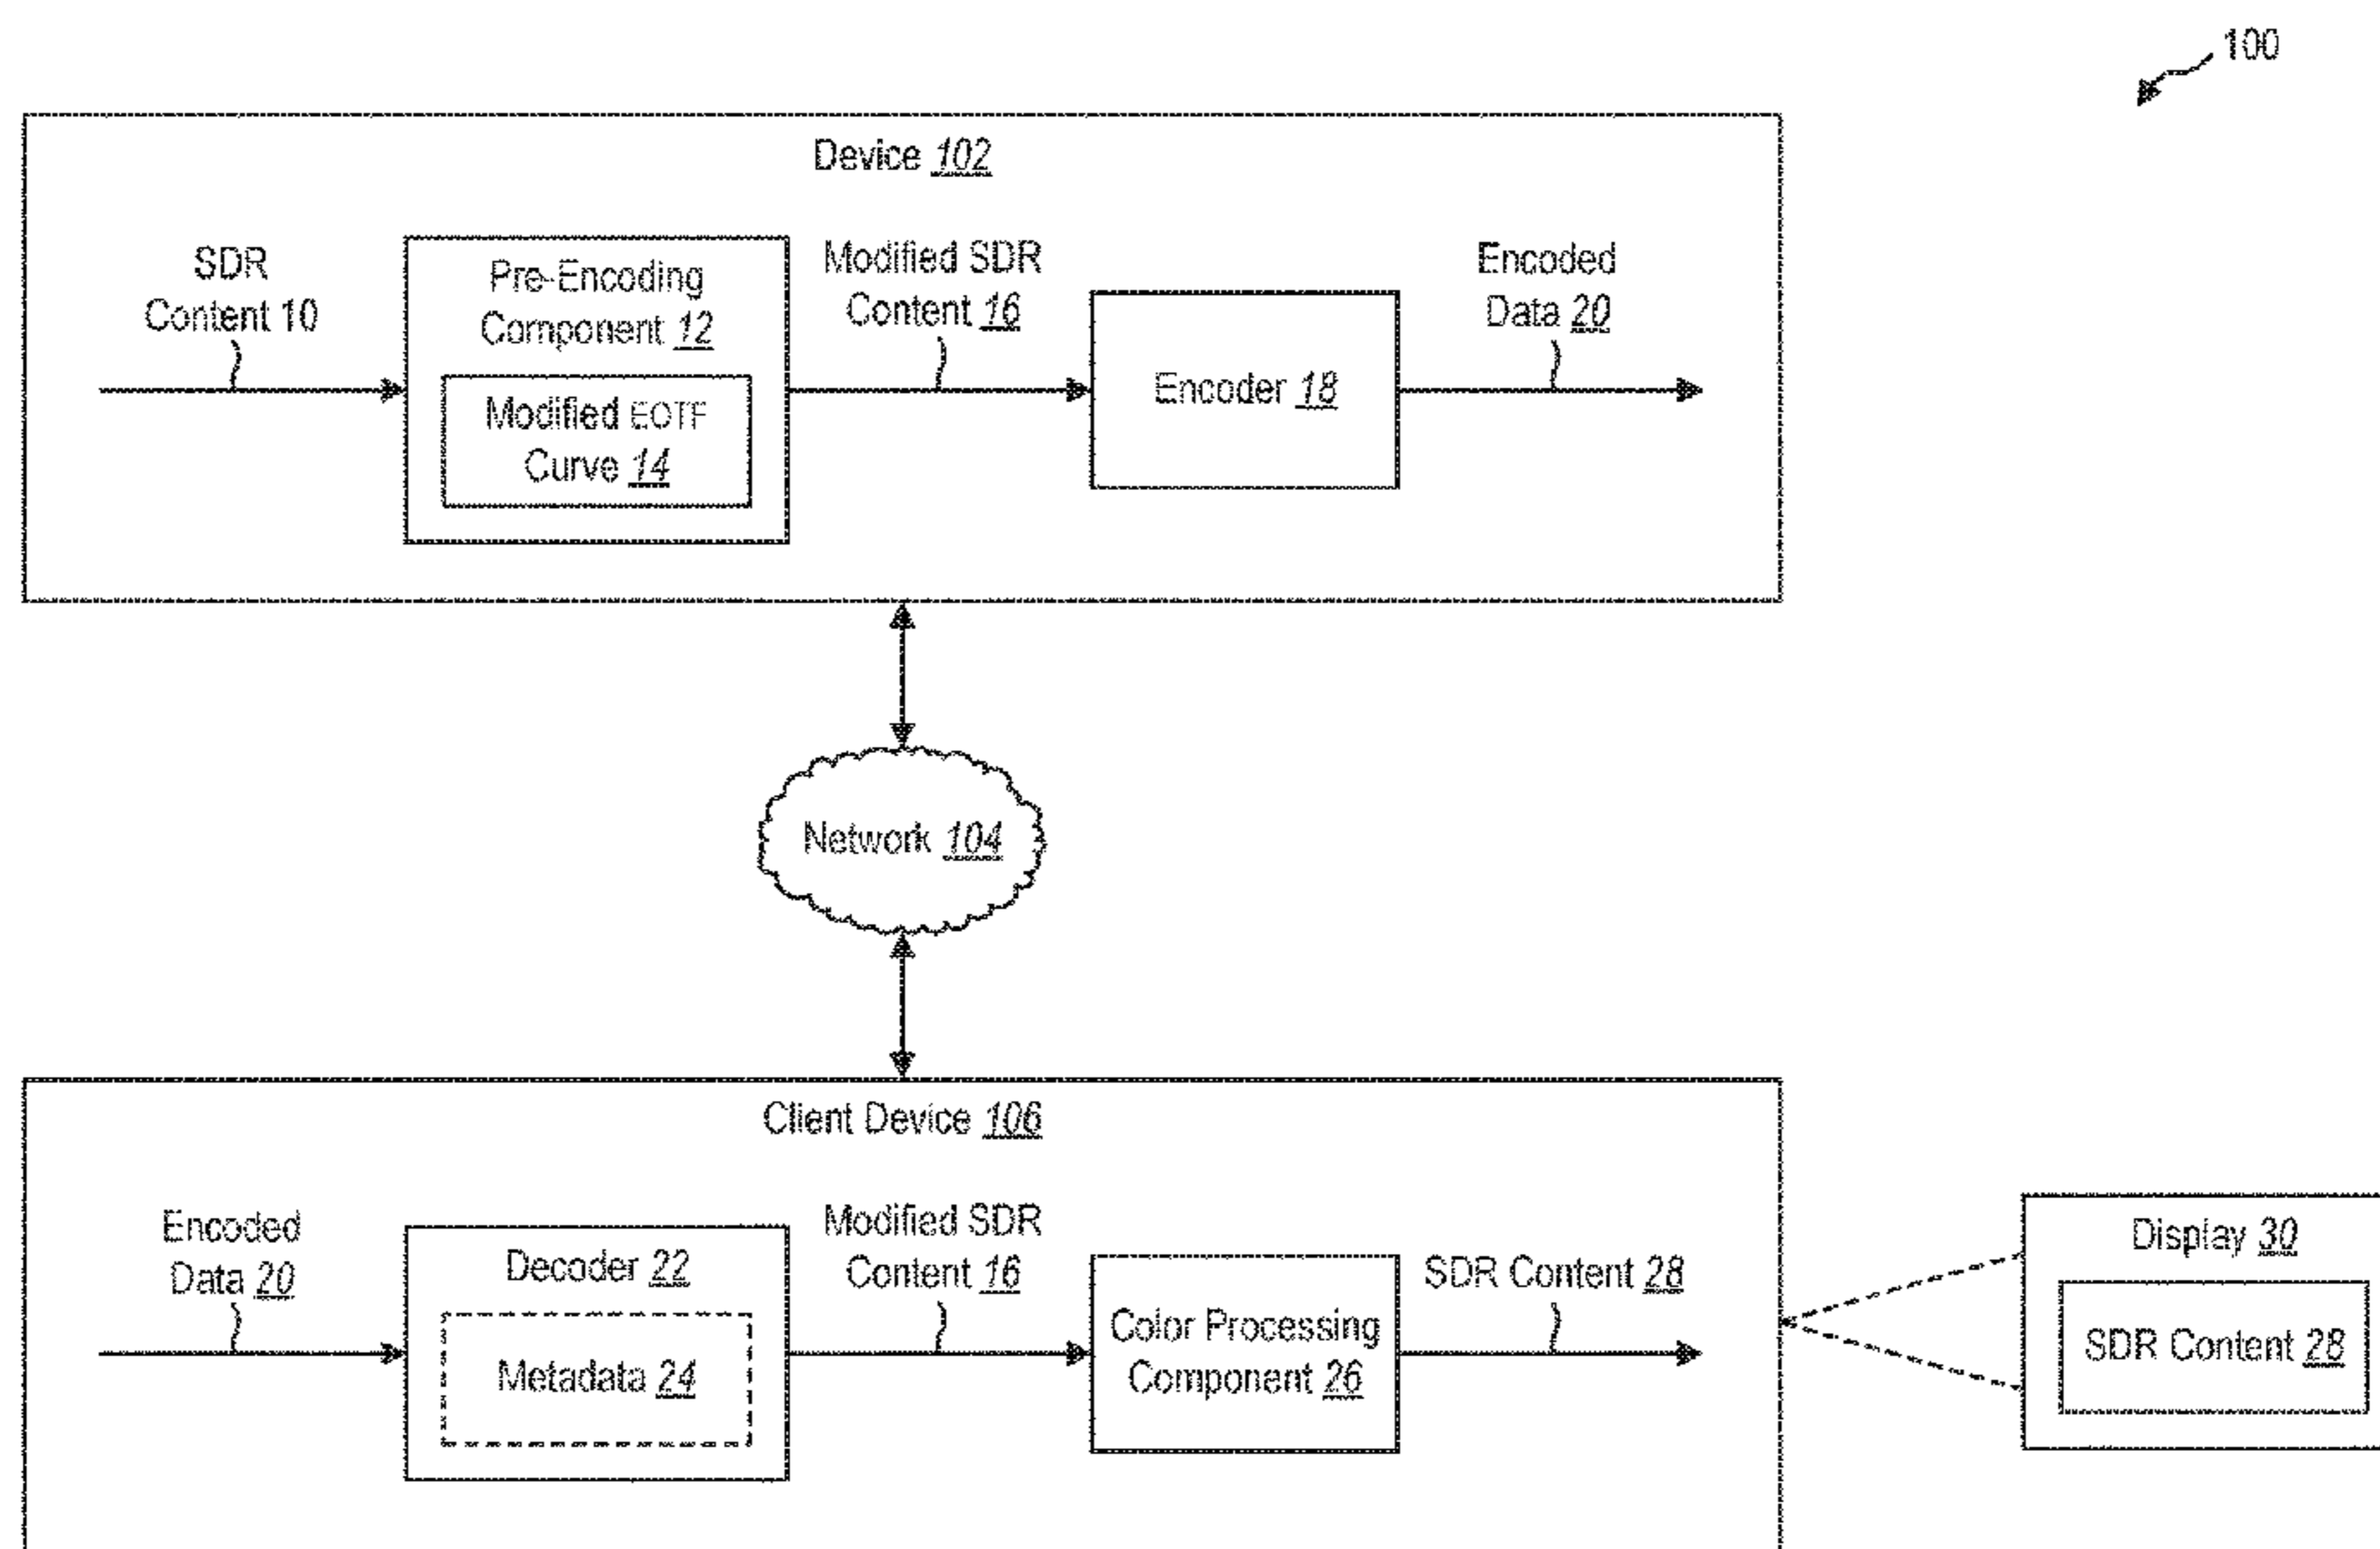 100
Device 102
SDR
Content 10
Pre-Encoding
Component 12
Modified EOTF
Curve 14
Modified SDR
Content 16
Encoder 18
Encoded
Data 20
Network 104
Client Device 106
Encoded
Data 20
Decoder 22
Metadata 24
Modified SDR
Content 16
Color Processing
Component 26
SDR Content 28
Display 30
SDR Content 28